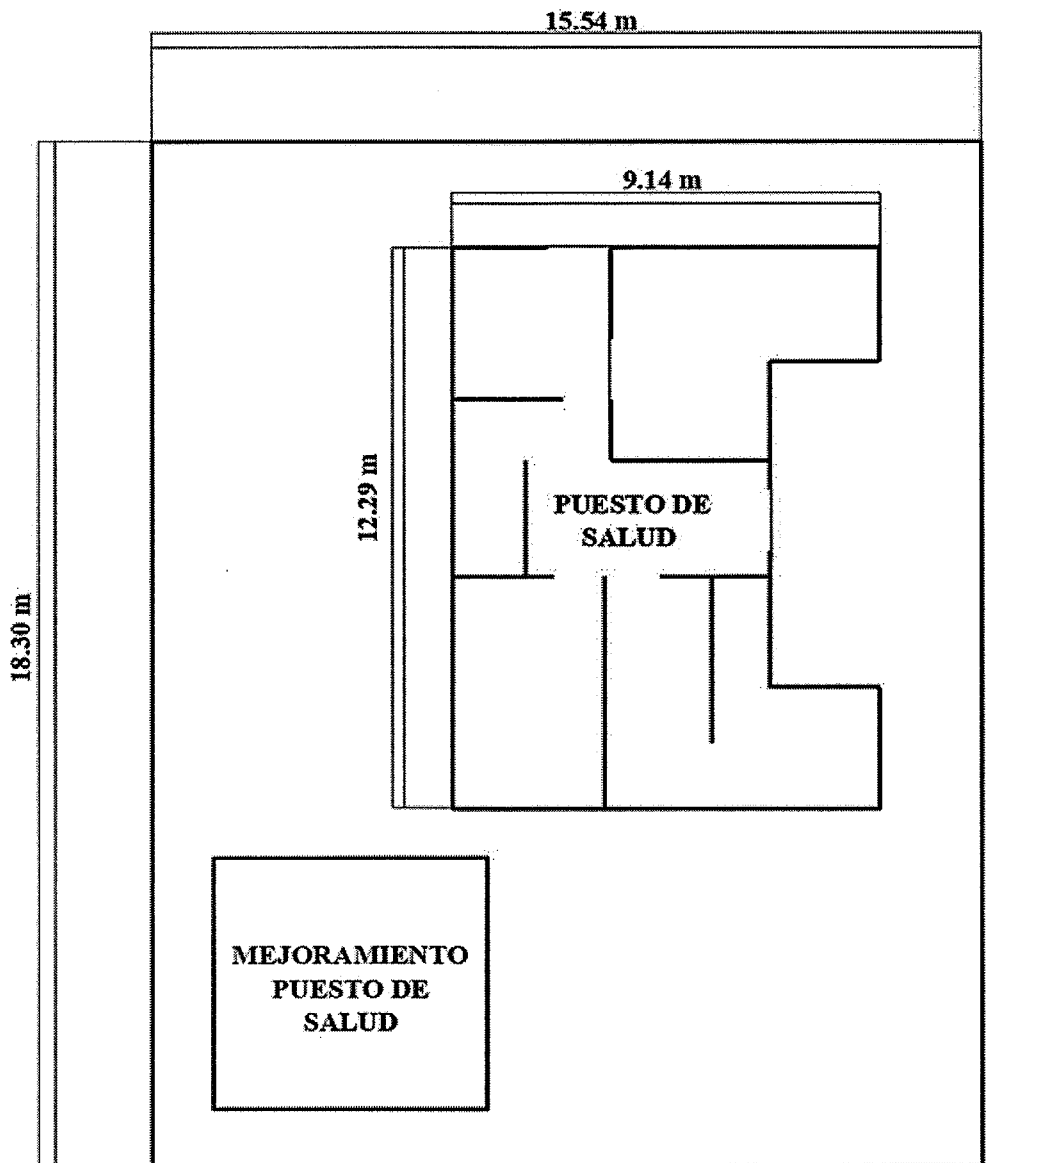 15.54 m
9.14 m
12.29 m
18.30 m
PUESTO DE
SALUD
MEJORAMIENTO
PUESTO DE
SALUD